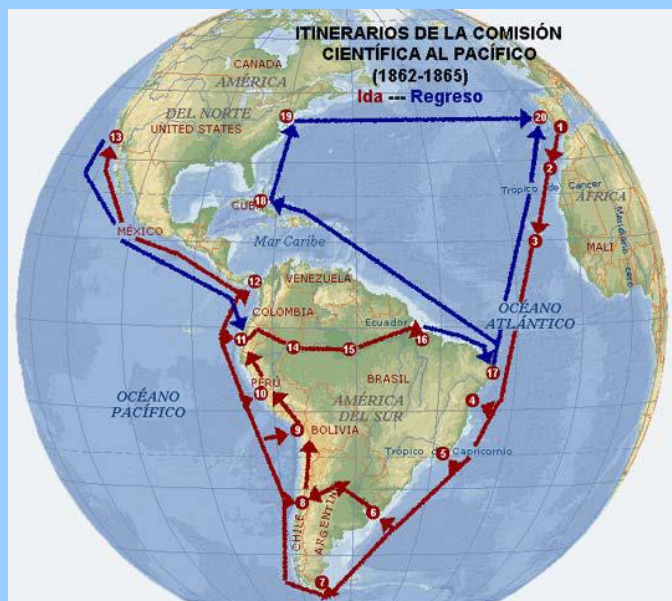 ITINERARIOS DE LA COMISIÓN
CIENTÍFICA AL PACÍFICO
(1862-1865)
Ida --- Regreso
CANADA
AMÉRICA
DEL NORTE
UNITED STATES
19
20
1
13
2
18
CUBA
Trópico de Cáncer
ÁFRICA
MÉXICO
Mar Caribe
3
MALI
Meridiano cero
12
VENEZUELA
COLOMBIA
OCÉANO
ATLÁNTICO
Ecuador
11
14
15
16
17
PERÚ
BRASIL
OCÉANO
PACÍFICO
10
AMÉRICA
DEL SUR
4
9
BOLIVIA
Trópico de Capricornio
5
8
6
CHILE
ARGENTINA
7